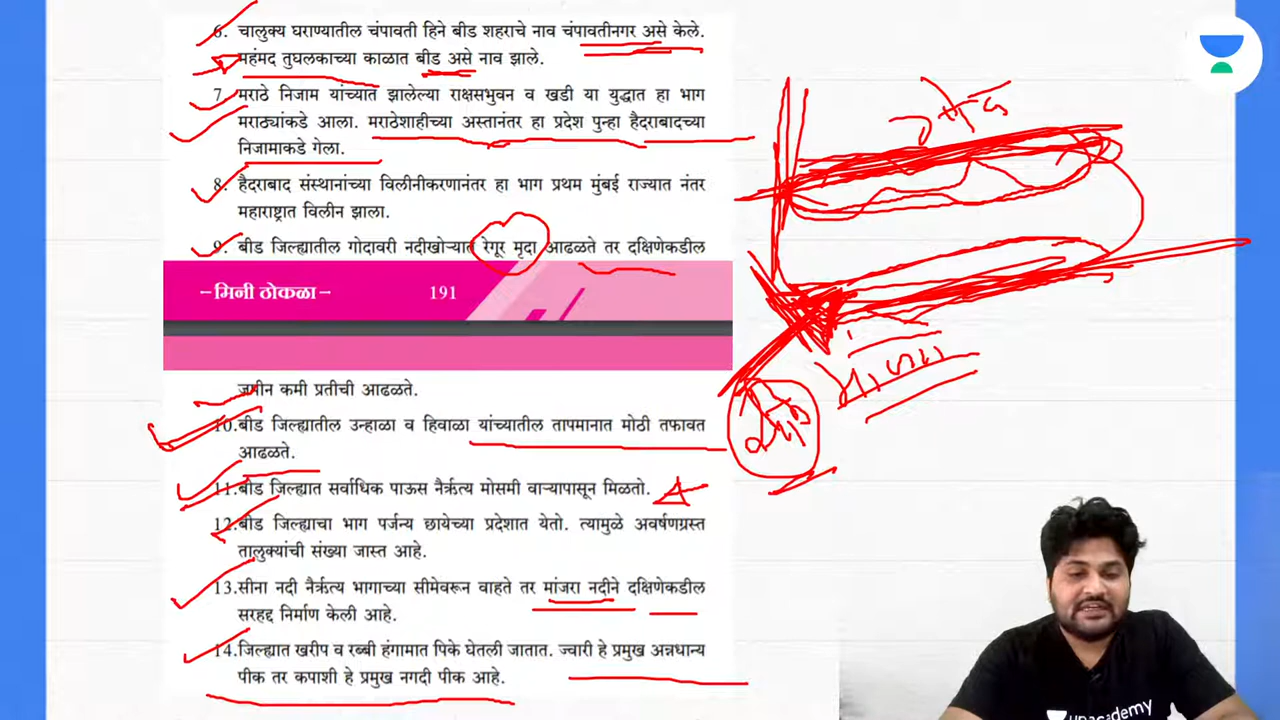 6. चालुक्य घराण्यातील चंपावती हिने बीड शहराचे नाव चंपावतीनगर असे केले.
महंमद तुघलकाच्या काळात बीड असे नाव झाले.
7. मराठे निजाम यांच्यात झालेल्या राक्षसभुवन व खर्डी या युद्धात हा भाग
मराठ्यांकडे आला. मराठेशाहीच्या अस्तानंतर हा प्रदेश पुन्हा हैदराबादच्या
निजामाकडे गेला.
8. हैदराबाद संस्थानांच्या विलीनीकरणानंतर हा भाग प्रथम मुंबई राज्यात नंतर
महाराष्ट्रात विलीन झाला.
9. बीड जिल्ह्यातील गोदावरी नदीखोऱ्यात रेगूर मृदा आढळते तर दक्षिणेकडील
–मिनी ठोकळा– 191
जमीन कमी प्रतीची आढळते.
10. बीड जिल्ह्यातील उन्हाळा व हिवाळा यांच्यातील तापमानात मोठी तफावत
आढळते.
11. बीड जिल्ह्यात सर्वाधिक पाऊस नैर्ऋत्य मोसमी वाऱ्यापासून मिळतो.
12. बीड जिल्ह्याचा भाग पर्जन्य छायेच्या प्रदेशात येतो. त्यामुळे अवर्षणग्रस्त
तालुक्यांची संख्या जास्त आहे.
13. सीना नदी नैर्ऋत्य भागाच्या सीमेवरून वाहते तर मांजरा नदीने दक्षिणेकडील
सरहद्द निर्माण केली आहे.
14. जिल्ह्यात खरीप व रब्बी हंगामात पिके घेतली जातात. ज्वारी हे प्रमुख अन्नधान्य
पीक तर कपाशी हे प्रमुख नगदी पीक आहे.
मांजरा
unacademy